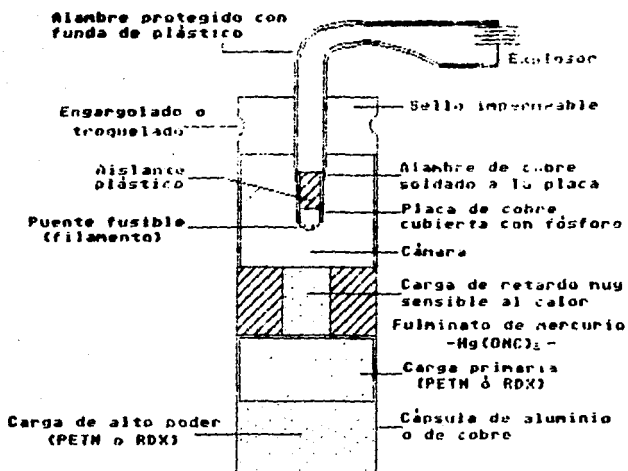 Alambre protegido con
funda de plástico
Explosor
Engargolado o
troquelado
Sello impermeable
Aislante
plástico
Alambre de cobre
soldado a la placa
Placa de cobre
cubierta con fósforo
Puente fusible
(filamento)
Cámara
Carga de retardo muy
sensible al calor
Fulminato de mercurio
-Hg(ONC)₂-
Carga primaria
(PETN ó RDX)
Carga de alto poder
(PETN o RDX)
Cápsula de aluminio
o de cobre